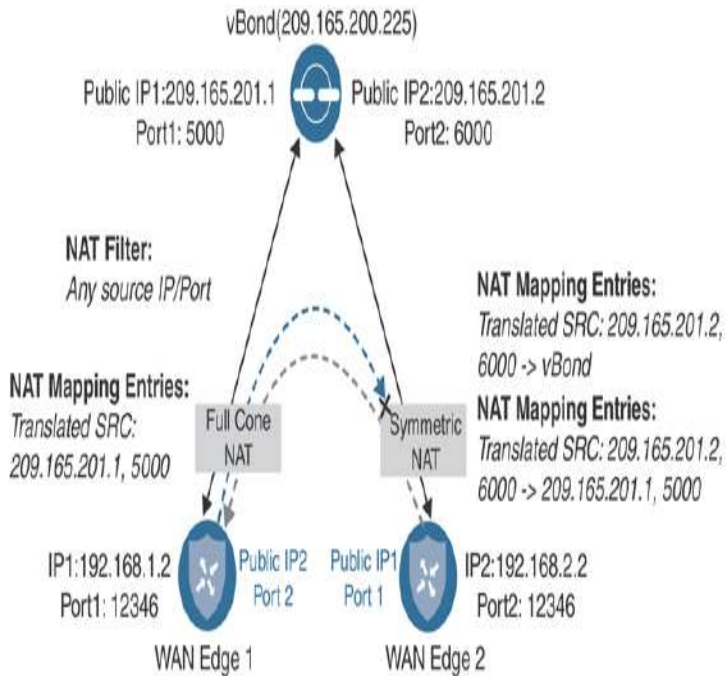 vBond(209.165.200.225)
Public IP1:209.165.201.1
Port1: 5000
Public IP2:209.165.201.2
Port2: 6000
NAT Filter:
Any source IP/Port
NAT Mapping Entries:
Translated SRC: 209.165.201.2,
6000 -> vBond
NAT Mapping Entries:
Translated SRC: 209.165.201.2,
6000 -> 209.165.201.1, 5000
NAT Mapping Entries:
Translated SRC:
209.165.201.1, 5000
Full Cone
NAT
Symmetric
NAT
IP1:192.168.1.2
Port1: 12346
Public IP2
Port 2
Public IP1
Port 1
IP2:192.168.2.2
Port2: 12346
WAN Edge 1
WAN Edge 2